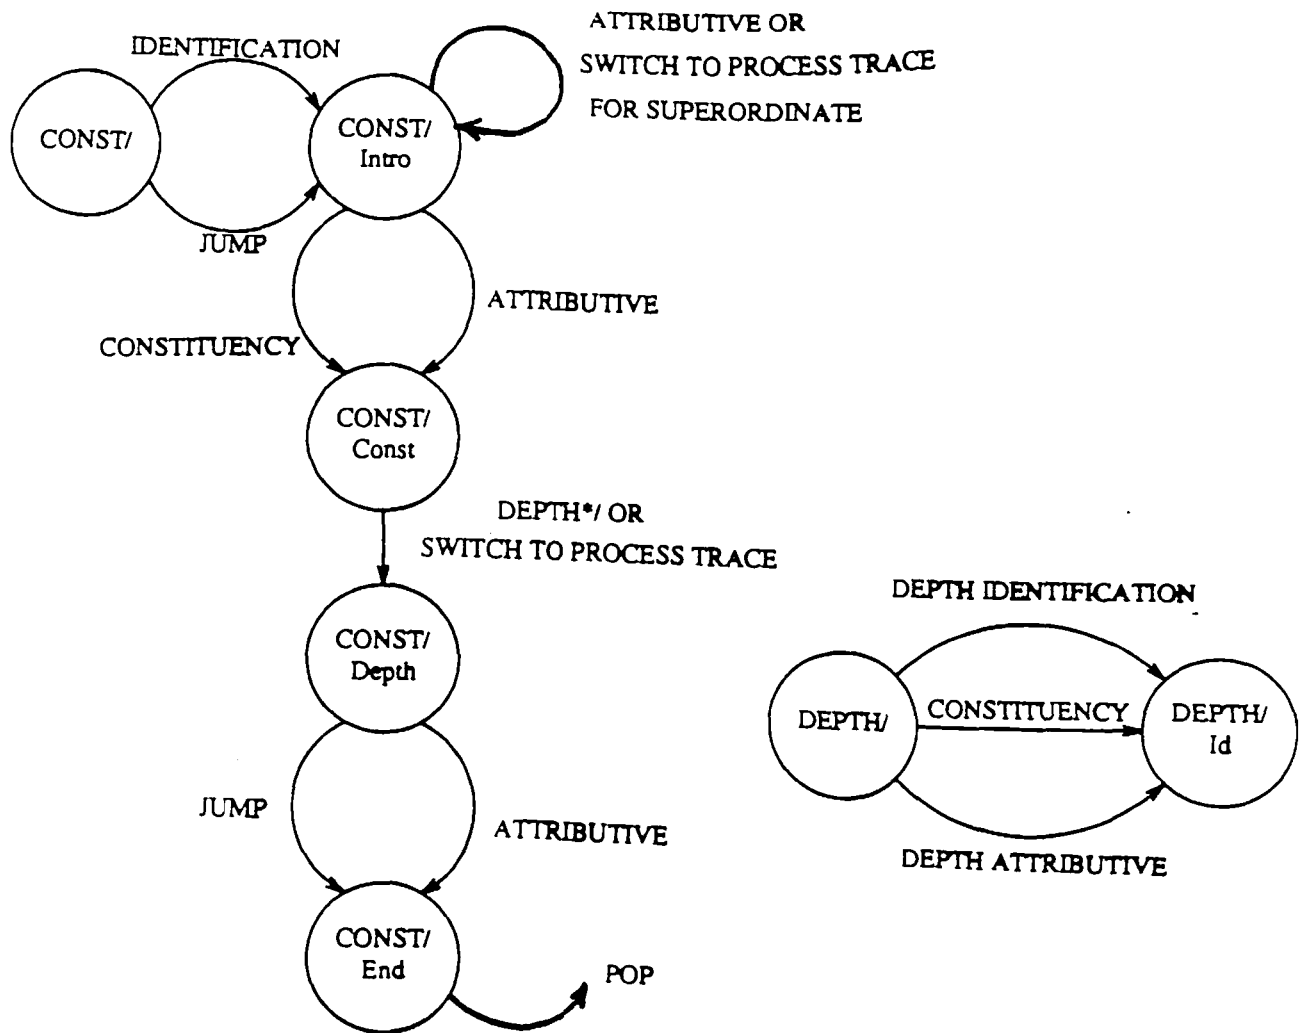 ATTRIBUTIVE OR
SWITCH TO PROCESS TRACE
FOR SUPERORDINATE
IDENTIFICATION
CONST/
CONST/
Intro
JUMP
CONSTITUENCY
ATTRIBUTIVE
CONST/
Const
DEPTH*/ OR
SWITCH TO PROCESS TRACE
CONST/
Depth
JUMP
ATTRIBUTIVE
CONST/
End
POP
DEPTH IDENTIFICATION
DEPTH/
CONSTITUENCY
DEPTH/
Id
DEPTH ATTRIBUTIVE